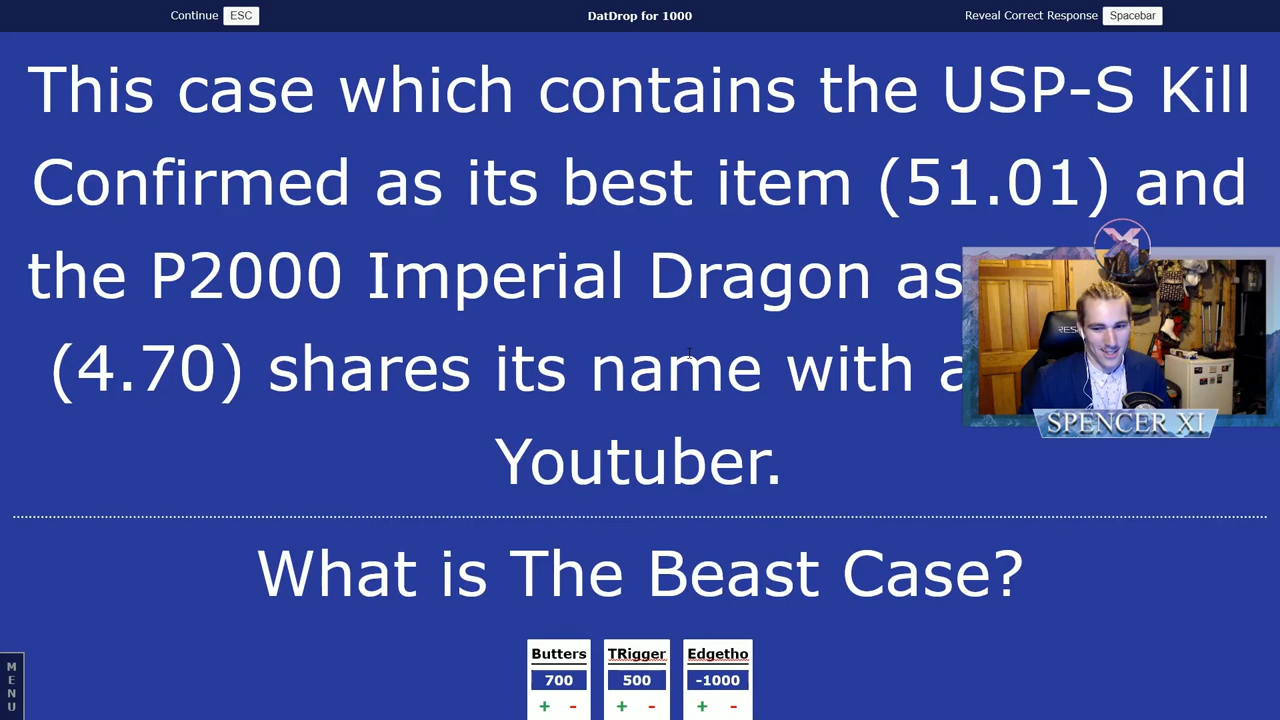 Continue ESC
DatDrop for 1000
Reveal Correct Response Spacebar
This case which contains the USP-S Kill
Confirmed as its best item (51.01) and
the P2000 Imperial Dragon as
(4.70) shares its name with a
Youtuber.
What is The Beast Case?
RES
SPENCER XI
Butters TRigger Edgetho
700 500 -1000
+ - + - + -
MENU